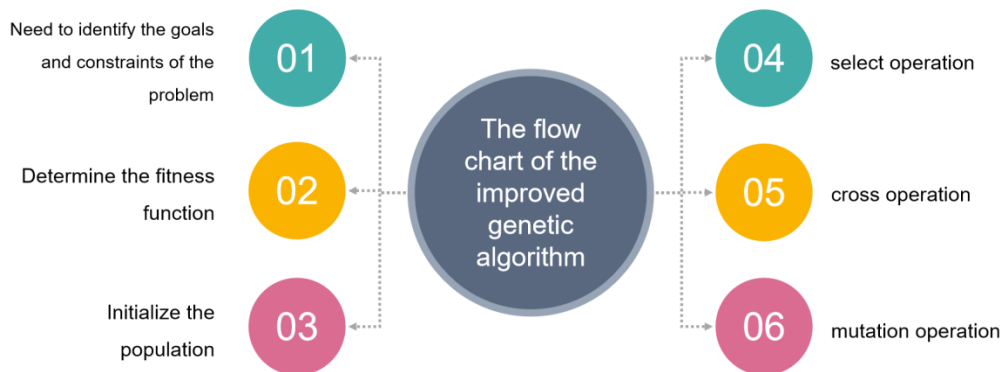 Need to identify the goals
and constraints of the
problem
01
Determine the fitness
function
02
Initialize the
population
03
The flow
chart of the
improved
genetic
algorithm
04
select operation
05
cross operation
06
mutation operation